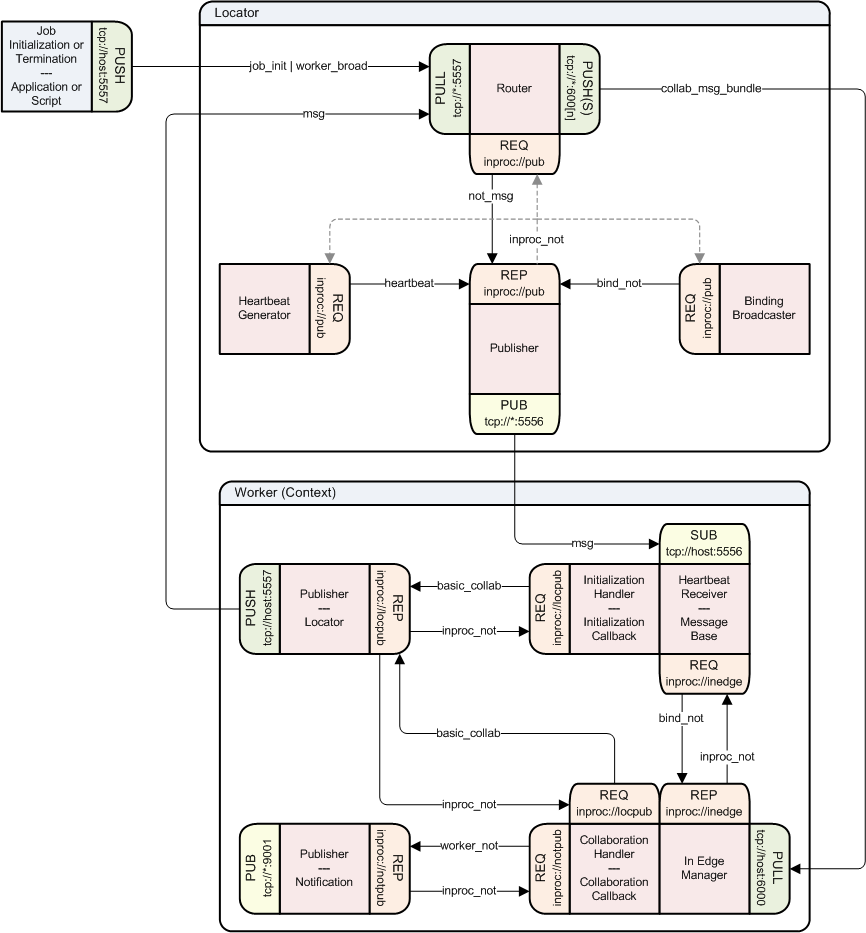 Locator
Job
Initialization or
Termination
---
Application or
Script
PUSH
tcp://host:5557
job_init | worker_broad
PULL
tcp://*:5557
Router
PUSH(S)
tcp://*:600[n]
collab_msg_bundle
msg
REQ
inproc://pub
not_msg
inproc_not
Heartbeat
Generator
REQ
inproc://pub
heartbeat
REP
inproc://pub
bind_not
REQ
inproc://pub
Binding
Broadcaster
Publisher
PUB
tcp://*:5556
Worker (Context)
msg
SUB
tcp://host:5556
PUSH
tcp://host:5557
Publisher
---
Locator
REP
inproc://locpub
basic_collab
inproc_not
REQ
inproc://locpub
Initialization
Handler
---
Initialization
Callback
Heartbeat
Receiver
---
Message
Base
REQ
inproc://inedge
bind_not
inproc_not
basic_collab
inproc_not
REQ
inproc://locpub
REP
inproc://inedge
PUB
tcp://*:9001
Publisher
---
Notification
REP
inproc://notpub
worker_not
inproc_not
REQ
inproc://notpub
Collaboration
Handler
---
Collaboration
Callback
In Edge
Manager
PULL
tcp://host:6000